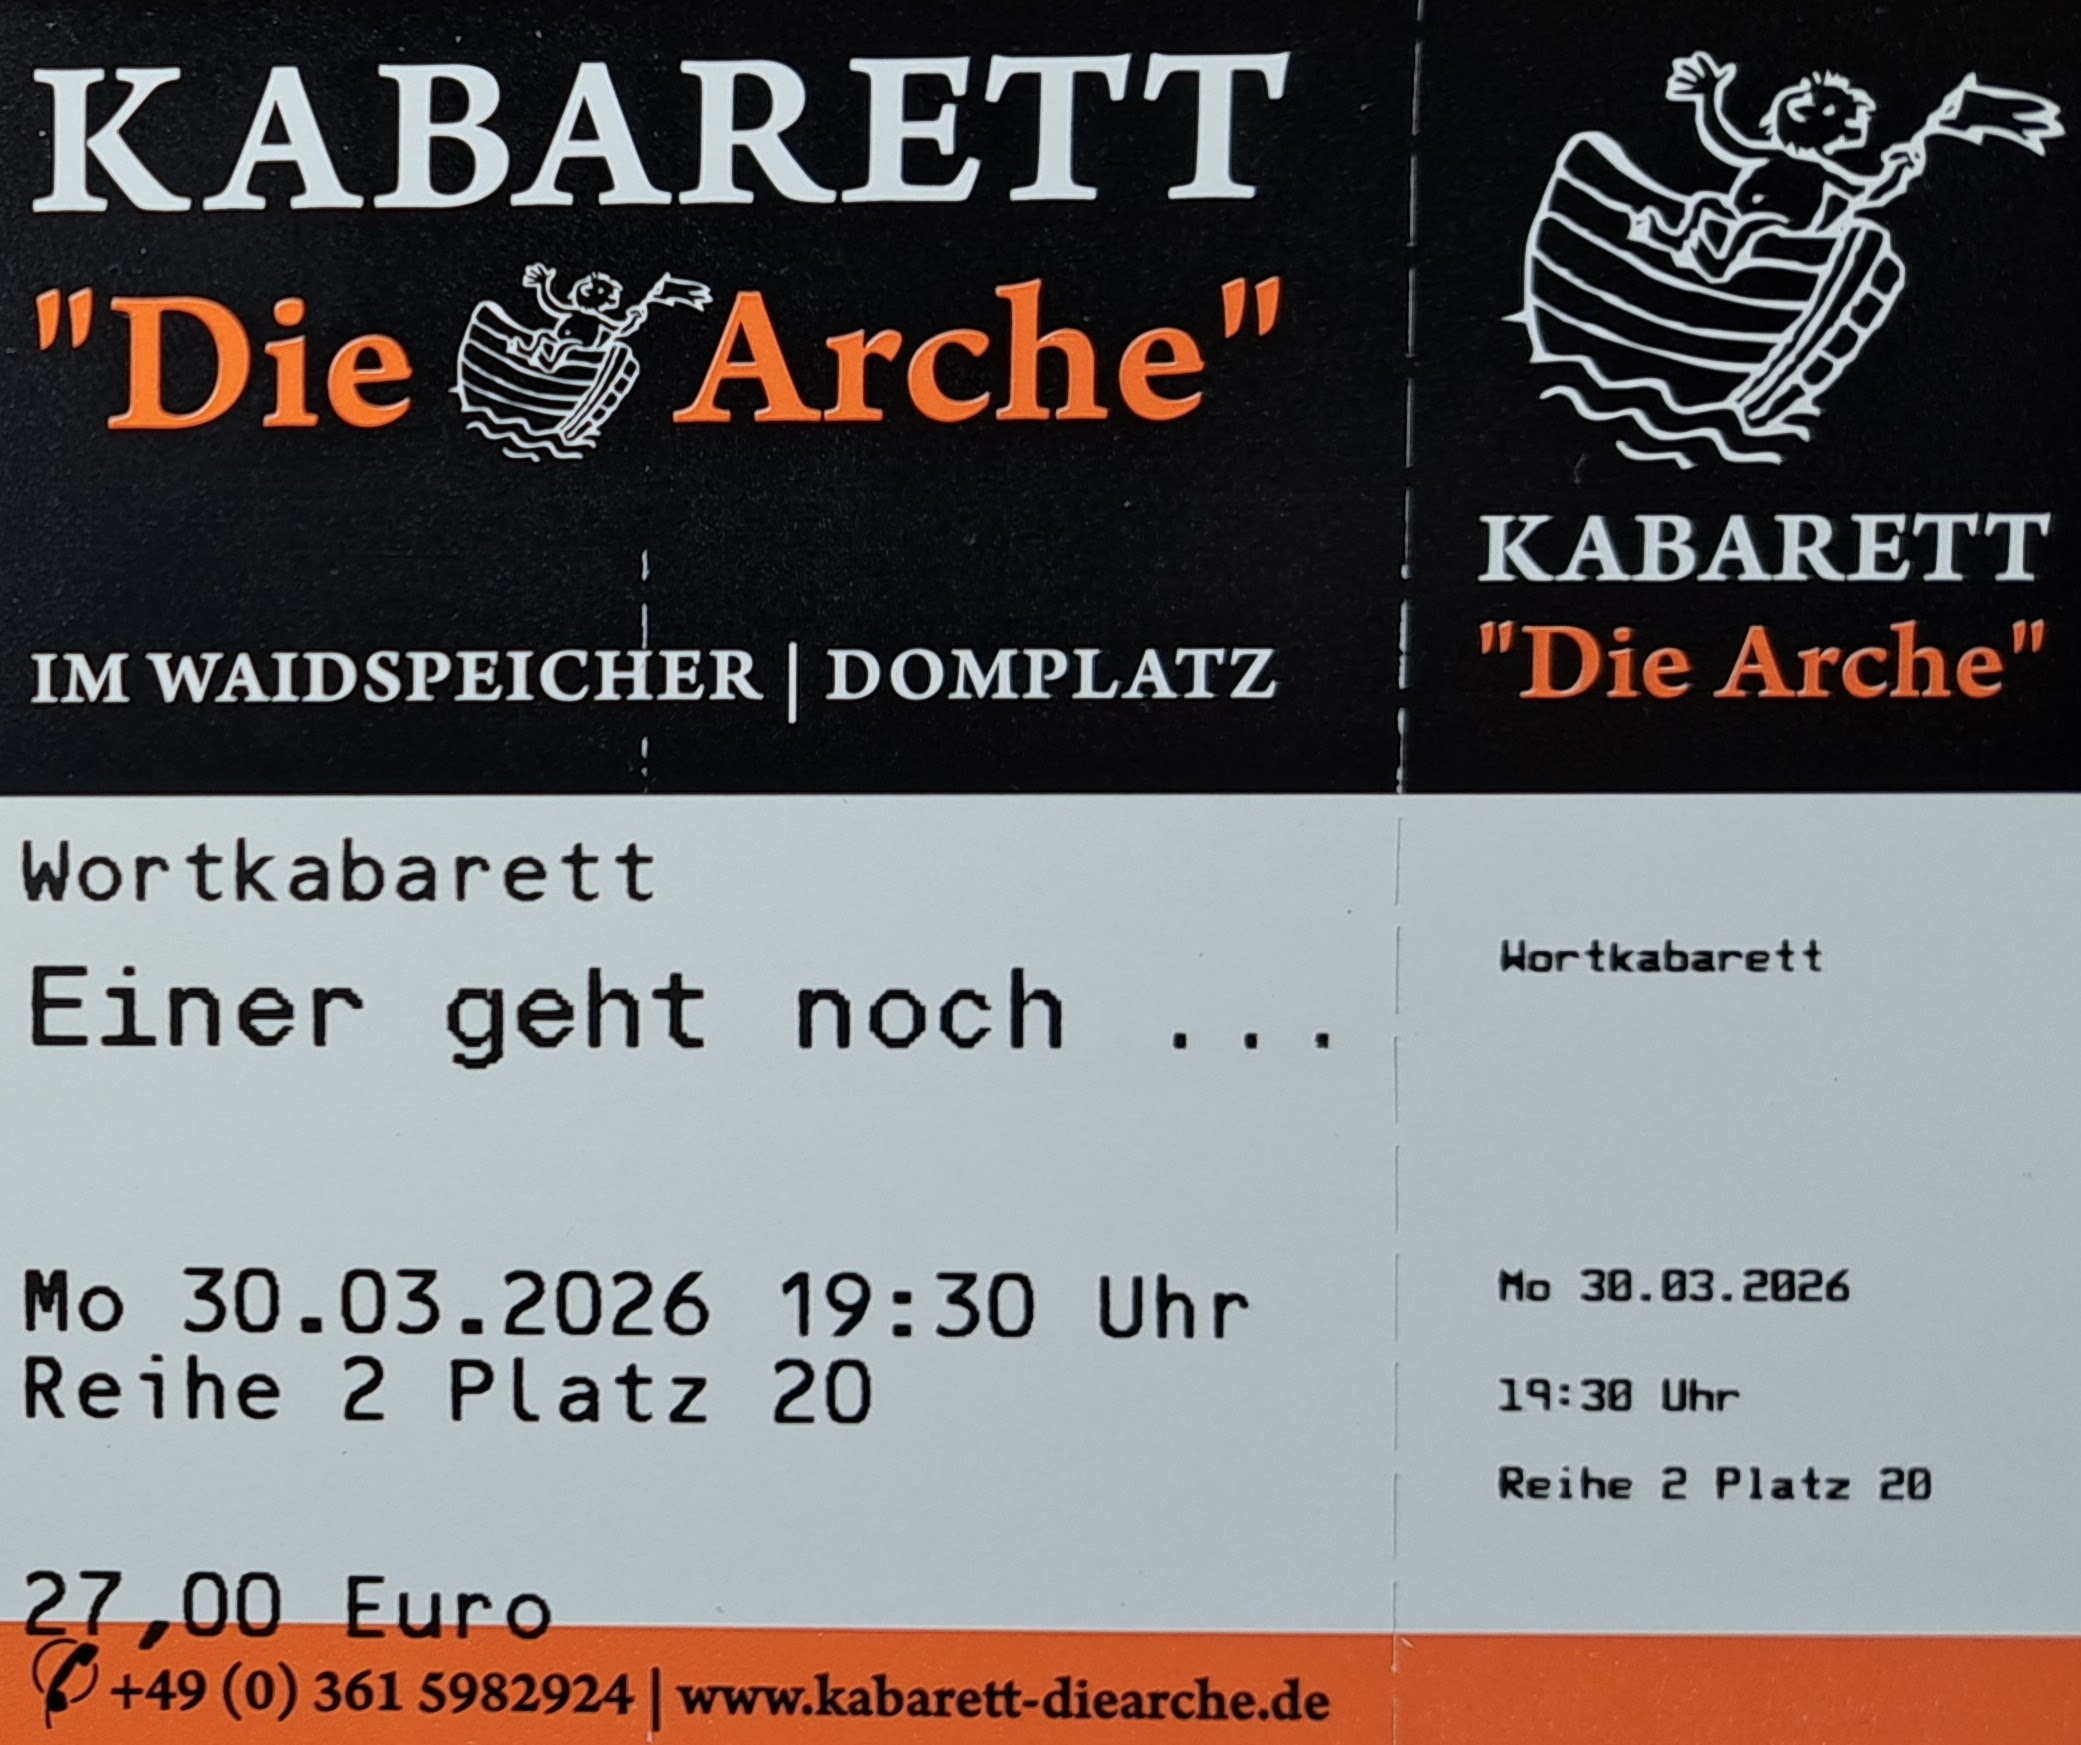 KABARETT
"Die Arche"
IM WAIDSPEICHER | DOMPLATZ
Wortkabarett
Einer geht noch ...
Mo 30.03.2026 19:30 Uhr
Reihe 2 Platz 20
27,00 Euro
+49 (0) 361 5982924 | www.kabarett-diearche.de
KABARETT
"Die Arche"
Wortkabarett
Mo 30.03.2026
19:30 Uhr
Reihe 2 Platz 20